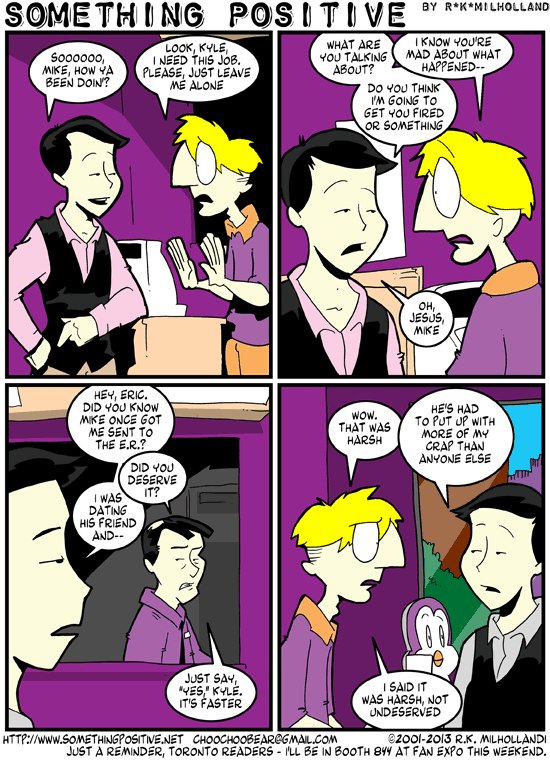 SOMETHING POSITIVE BY R*K*MILHOLLAND
SOOOOOO,
MIKE, HOW YA
BEEN DOIN'?
LOOK, KYLE,
I NEED THIS JOB.
PLEASE, JUST LEAVE
ME ALONE
WHAT ARE
YOU TALKING
ABOUT?
I KNOW YOU'RE
MAD ABOUT WHAT
HAPPENED--
DO YOU THINK
I'M GOING TO
GET YOU FIRED
OR SOMETHING
OH,
JESUS,
MIKE
HEY, ERIC.
DID YOU KNOW
MIKE ONCE GOT
ME SENT TO
THE E.R.?
DID YOU
DESERVE
IT?
I WAS
DATING
HIS FRIEND
AND--
JUST SAY,
"YES," KYLE.
IT'S FASTER
WOW.
THAT WAS
HARSH
HE'S HAD
TO PUT UP WITH
MORE OF MY
CRAP THAN
ANYONE ELSE
I SAID IT
WAS HARSH, NOT
UNDESERVED
HTTP://WWW.SOMETHINGPOSITIVE.NET CHOOCHOOBEAR@GMAIL.COM ©2001-2013 R.K. MILHOLLAND!
JUST A REMINDER, TORONTO READERS - I'LL BE IN BOOTH 844 AT FAN EXPO THIS WEEKEND.